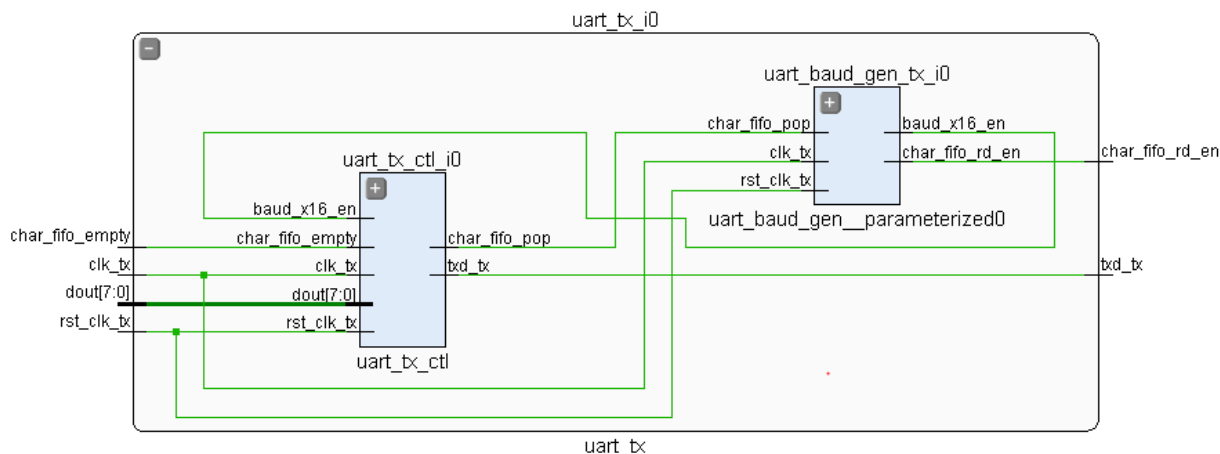 uart_tx_i0
uart_baud_gen_tx_i0
char_fifo_pop
baud_x16_en
clk_tx
char_fifo_rd_en
char_fifo_rd_en
rst_clk_tx
uart_baud_gen__parameterized0
uart_tx_ctl_i0
baud_x16_en
char_fifo_empty
char_fifo_empty
char_fifo_pop
clk_tx
clk_tx
txd_tx
txd_tx
dout[7:0]
dout[7:0]
rst_clk_tx
rst_clk_tx
uart_tx_ctl
uart_tx